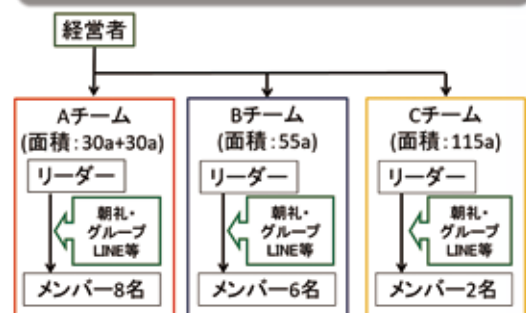 経営者
Aチーム
(面積:30a+30a)
リーダー
朝礼・
グループ
LINE等
メンバー8名
Bチーム
(面積:55a)
リーダー
朝礼・
グループ
LINE等
メンバー6名
Cチーム
(面積:115a)
リーダー
朝礼・
グループ
LINE等
メンバー2名